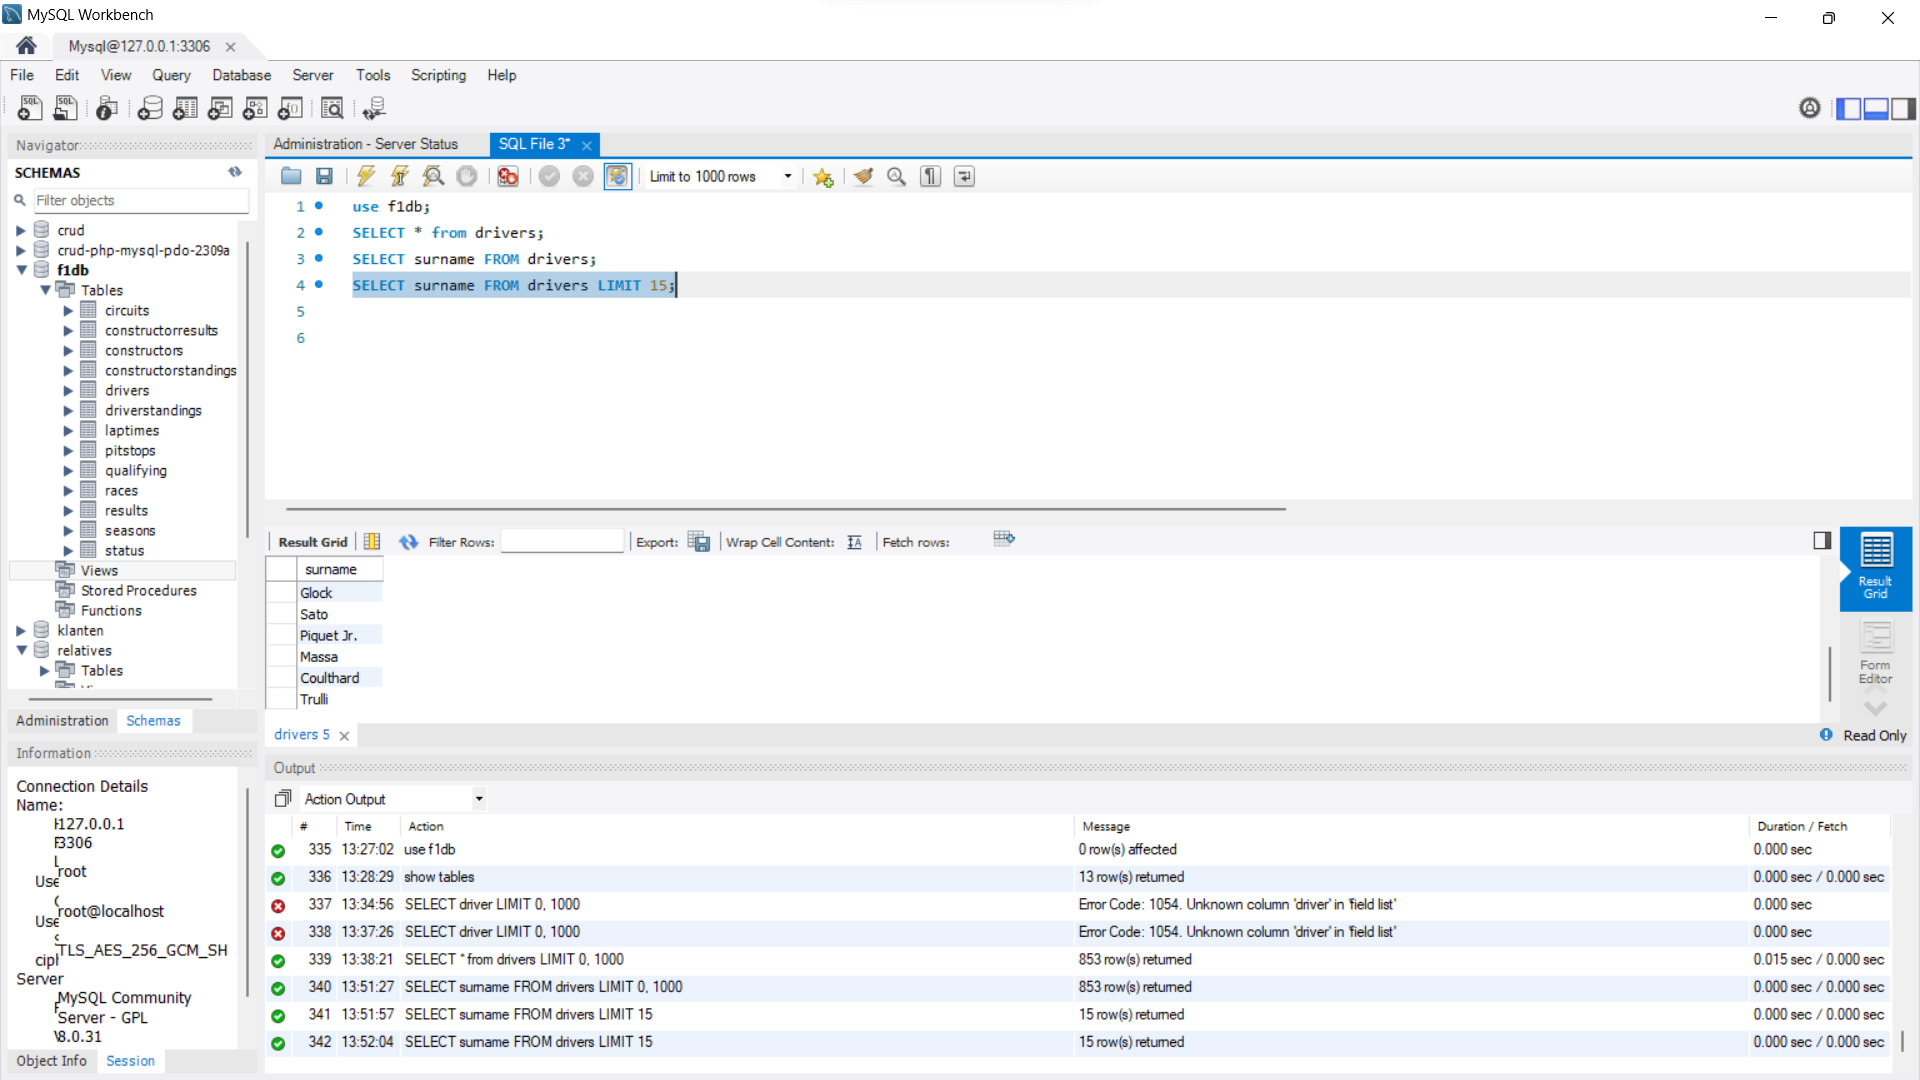 MySQL Workbench
Mysql@127.0.0.1:3306
File Edit View Query Database Server Tools Scripting Help
Navigator
SCHEMAS
Filter objects
crud
crud-php-mysql-pdo-2309a
f1db
Tables
circuits
constructorresults
constructors
constructorstandings
drivers
driverstandings
laptimes
pitstops
qualifying
races
results
seasons
status
Views
Stored Procedures
Functions
klanten
relatives
Tables
Administration Schemas
Information
Connection Details
Name:
127.0.0.1
3306
root
Use
root@localhost
Use
TLS_AES_256_GCM_SH
ciph
Server
MySQL Community
Server - GPL
8.0.31
Object Info Session
Administration - Server Status SQL File 3*
Limit to 1000 rows
1 use f1db;
2 SELECT * from drivers;
3 SELECT surname FROM drivers;
4 SELECT surname FROM drivers LIMIT 15;
5
6
Result Grid Filter Rows: Export: Wrap Cell Content: Fetch rows:
surname
Glock
Sato
Piquet Jr.
Massa
Coulthard
Trulli
Result
Grid
Form
Editor
drivers 5
Read Only
Output
Action Output
# Time Action Message Duration / Fetch
335 13:27:02 use f1db 0 row(s) affected 0.000 sec
336 13:28:29 show tables 13 row(s) returned 0.000 sec / 0.000 sec
337 13:34:56 SELECT driver LIMIT 0, 1000 Error Code: 1054. Unknown column 'driver' in 'field list' 0.000 sec
338 13:37:26 SELECT driver LIMIT 0, 1000 Error Code: 1054. Unknown column 'driver' in 'field list' 0.000 sec
339 13:38:21 SELECT * from drivers LIMIT 0, 1000 853 row(s) returned 0.015 sec / 0.000 sec
340 13:51:27 SELECT surname FROM drivers LIMIT 0, 1000 853 row(s) returned 0.000 sec / 0.000 sec
341 13:51:57 SELECT surname FROM drivers LIMIT 15 15 row(s) returned 0.000 sec / 0.000 sec
342 13:52:04 SELECT surname FROM drivers LIMIT 15 15 row(s) returned 0.000 sec / 0.000 sec